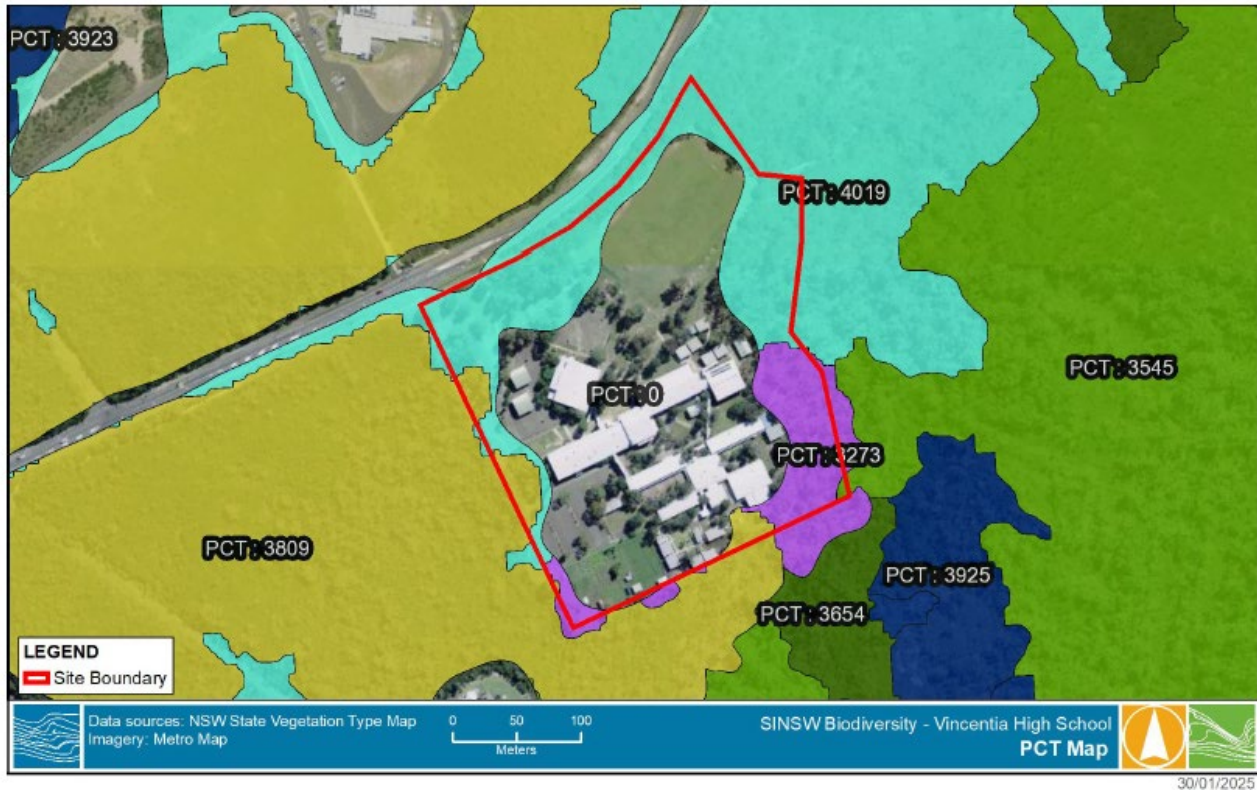 PCT : 3923
PCT : 4019
PCT : 3545
PCT : 0
PCT : 3273
PCT : 3809
PCT : 3925
PCT : 3654
LEGEND
Site Boundary
Data sources: NSW State Vegetation Type Map
Imagery: Metro Map
0 50 100
Meters
SINSW Biodiversity - Vincentia High School
PCT Map
30/01/2025